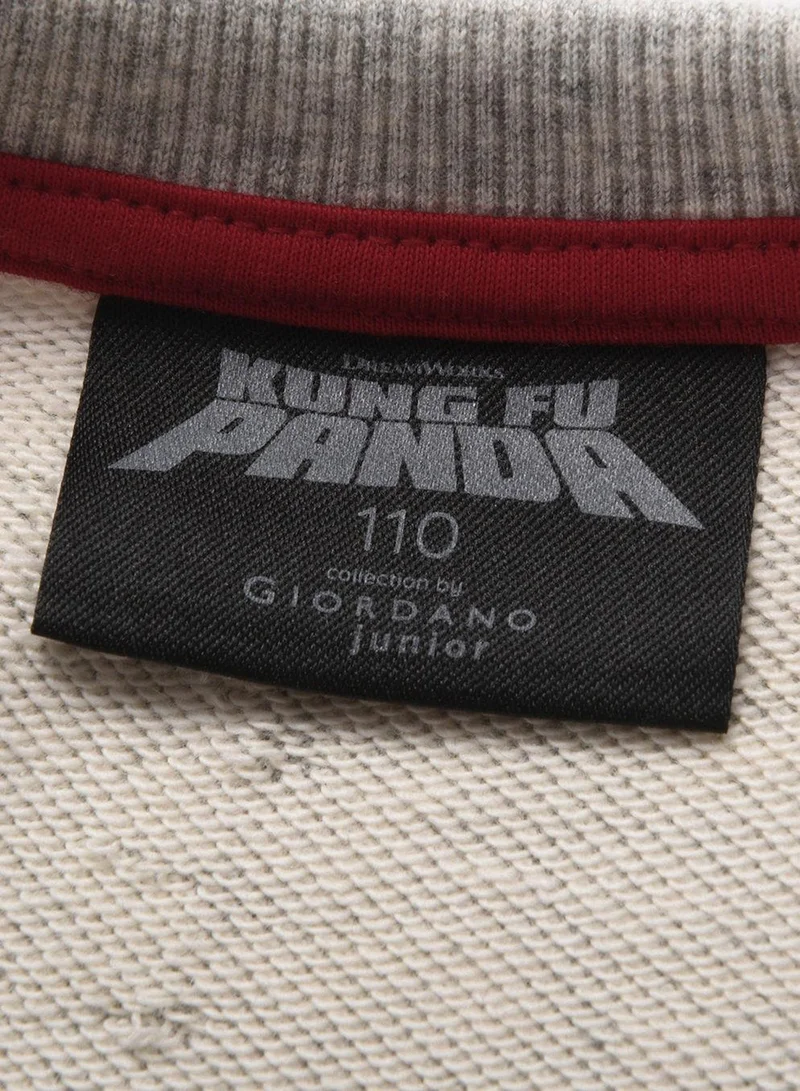 DREAMWORKS
KUNG FU
PANDA
110
collection by
GIORDANO
junior